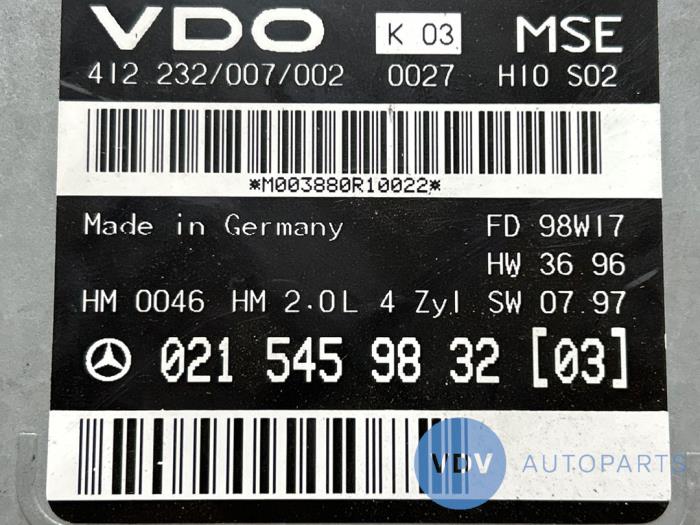 VDO K 03 MSE
412 232/007/002 0027 H10 S02
*M003880R10022*
Made in Germany FD 98W17
HW 36 96
HM 0046 HM 2.0L 4 Zyl SW 07 97
021 545 98 32 [03]
VDV AUTOPARTS